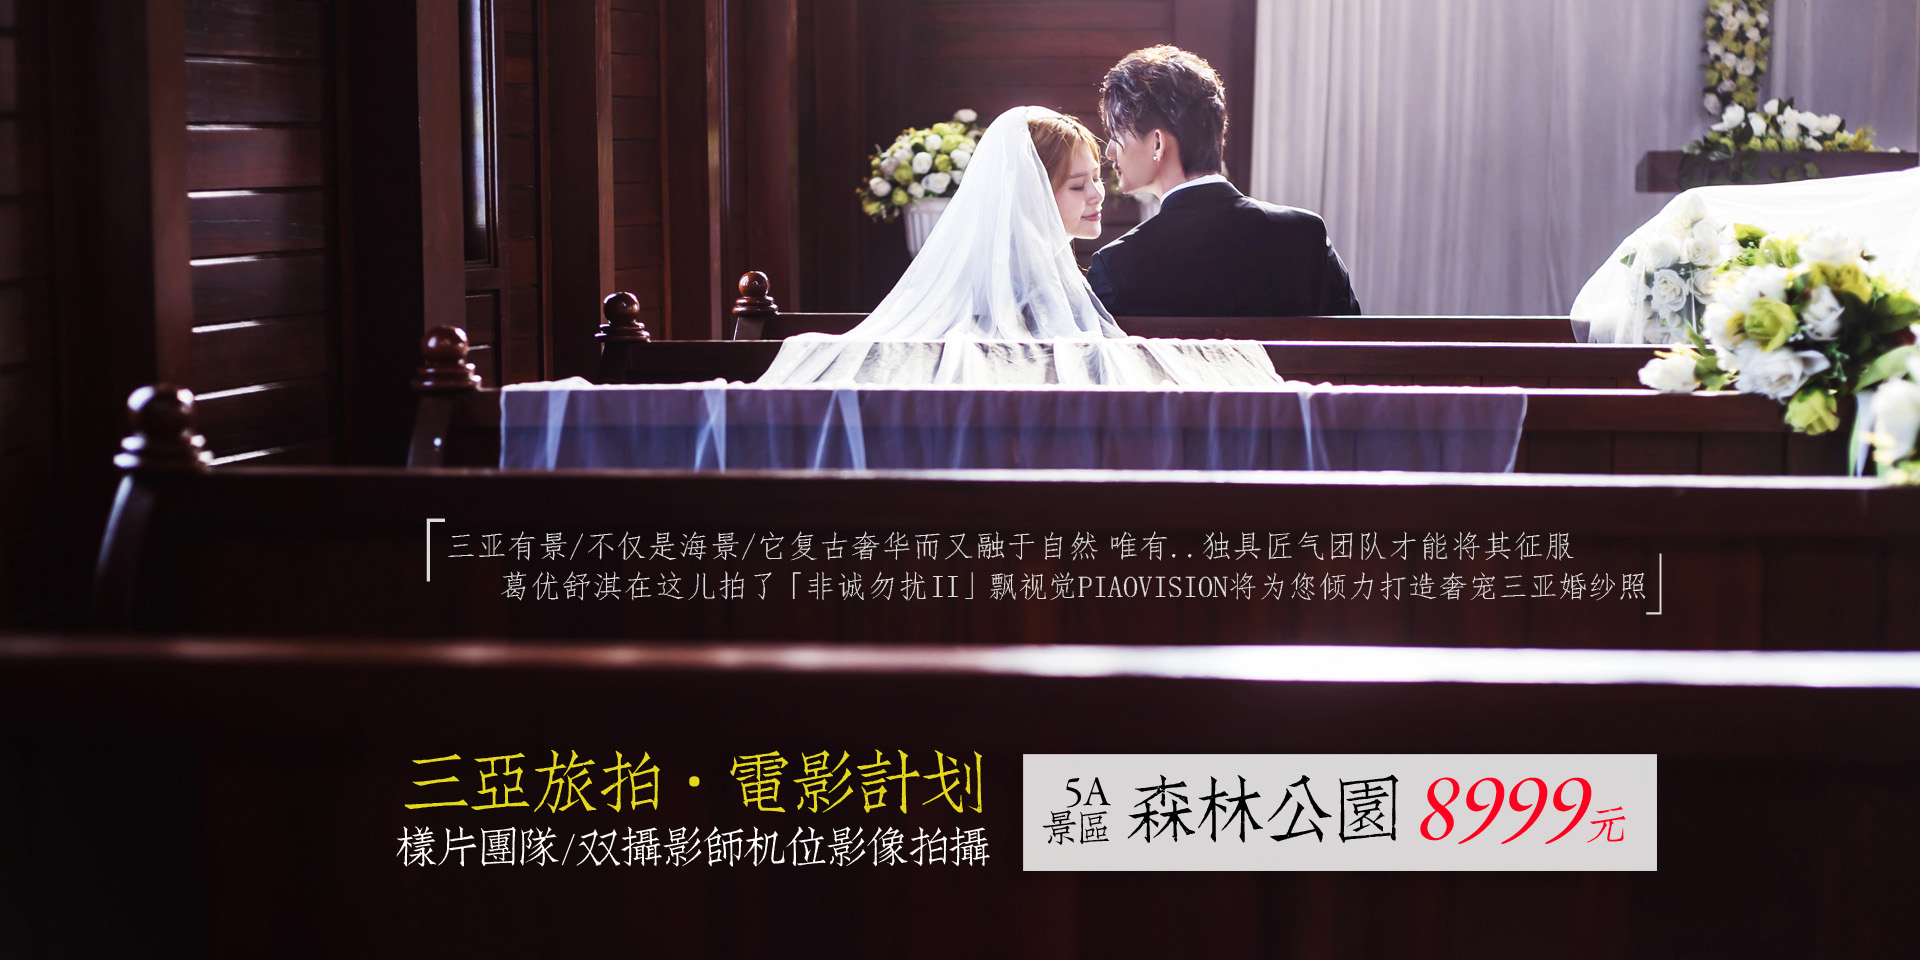 三亚有景/不仅是海景/它复古奢华而又融于自然 唯有..独具匠气团队才能将其征服
葛优舒淇在这儿拍了「非诚勿扰II」飘视觉PIAOVISION将为您倾力打造奢宠三亚婚纱照
三亞旅拍·電影計划
樣片團隊/双攝影師机位影像拍攝
5A
景區
森林公園 8999元